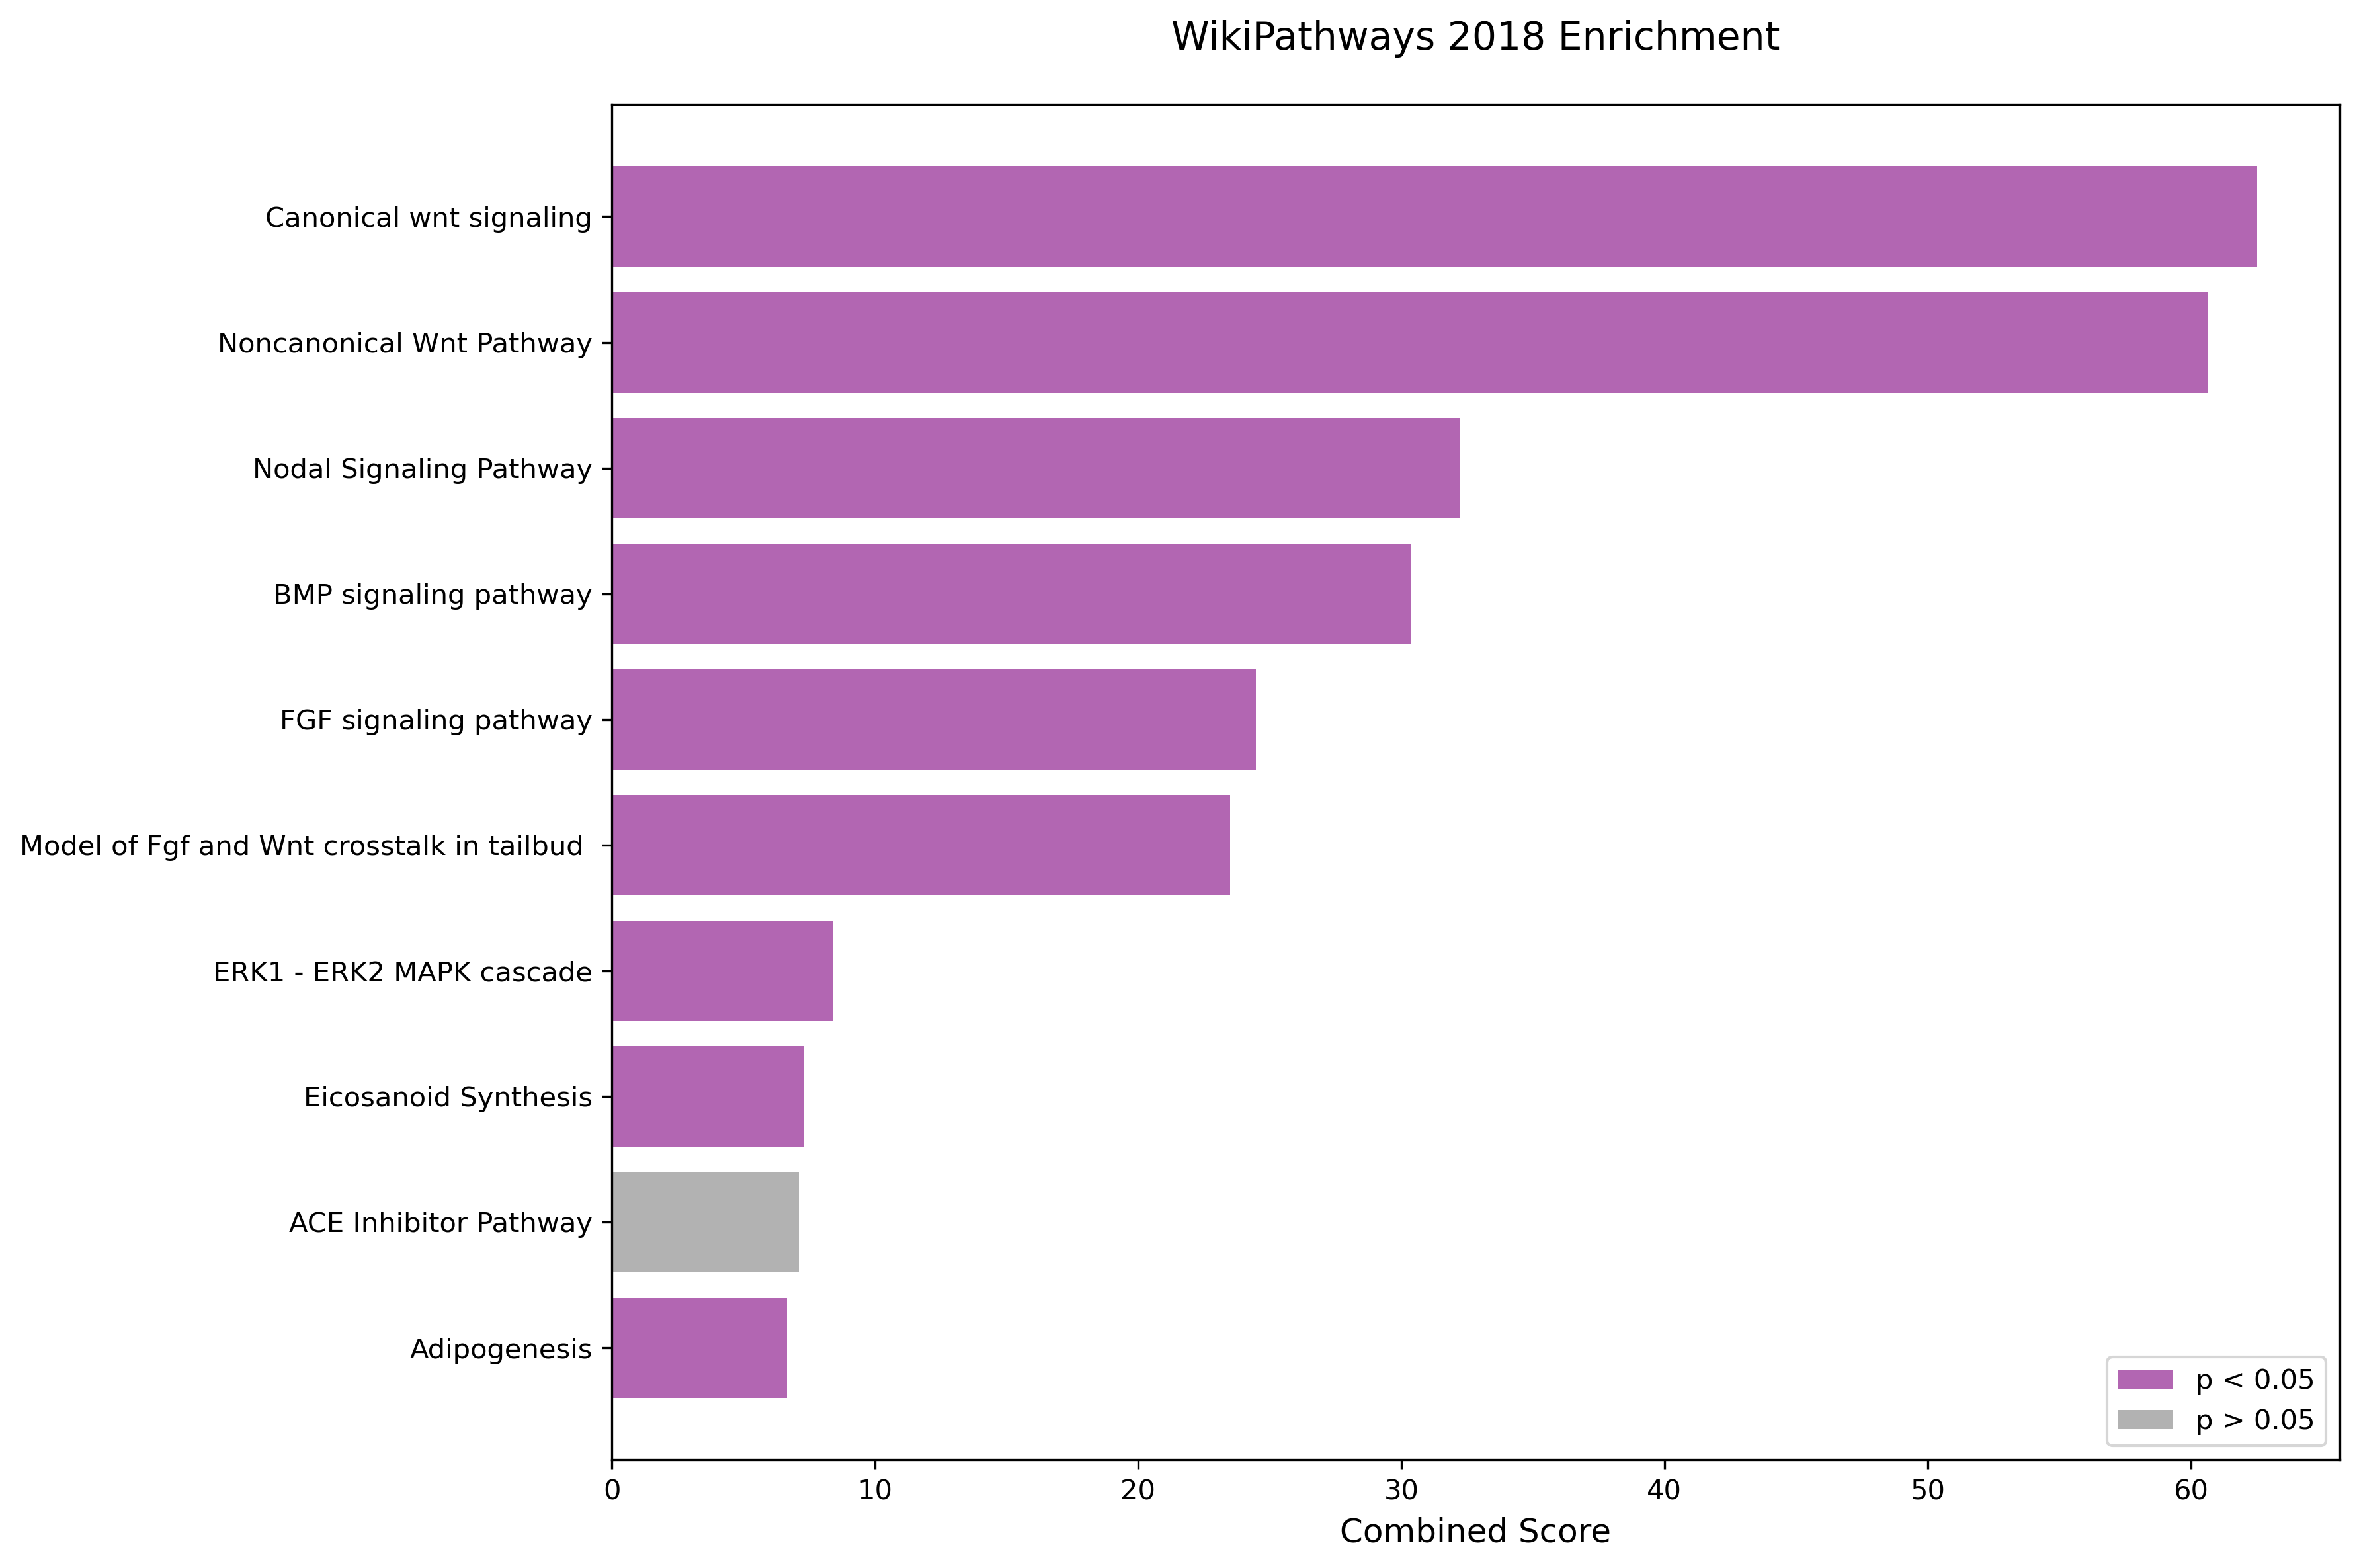 WikiPathways 2018 Enrichment
Canonical wnt signaling
Noncanonical Wnt Pathway
Nodal Signaling Pathway
BMP signaling pathway
FGF signaling pathway
Model of Fgf and Wnt crosstalk in tailbud
ERK1 - ERK2 MAPK cascade
Eicosanoid Synthesis
ACE Inhibitor Pathway
Adipogenesis
p < 0.05
p > 0.05
0 10 20 30 40 50 60
Combined Score